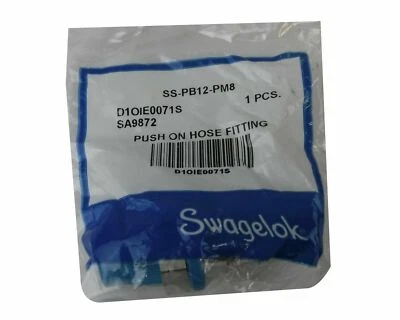 SS-PB12-PM8
D1OIE0071S 1 PCS.
SA9872
PUSH ON HOSE FITTING
D1OIE0071S
Swagelok